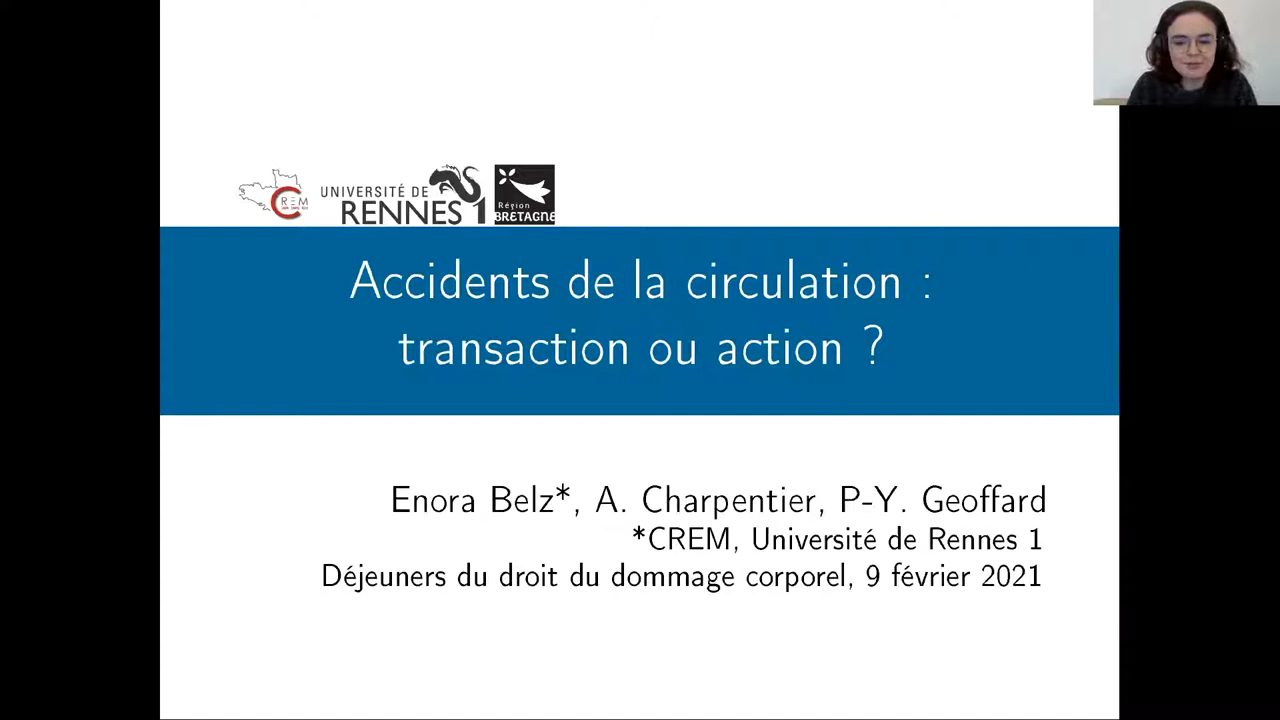 CREM
UNIVERSITÉ DE
RENNES 1
Région
BRETAGNE
Accidents de la circulation :
transaction ou action ?
Enora Belz*, A. Charpentier, P-Y. Geoffard
*CREM, Université de Rennes 1
Déjeuners du droit du dommage corporel, 9 février 2021